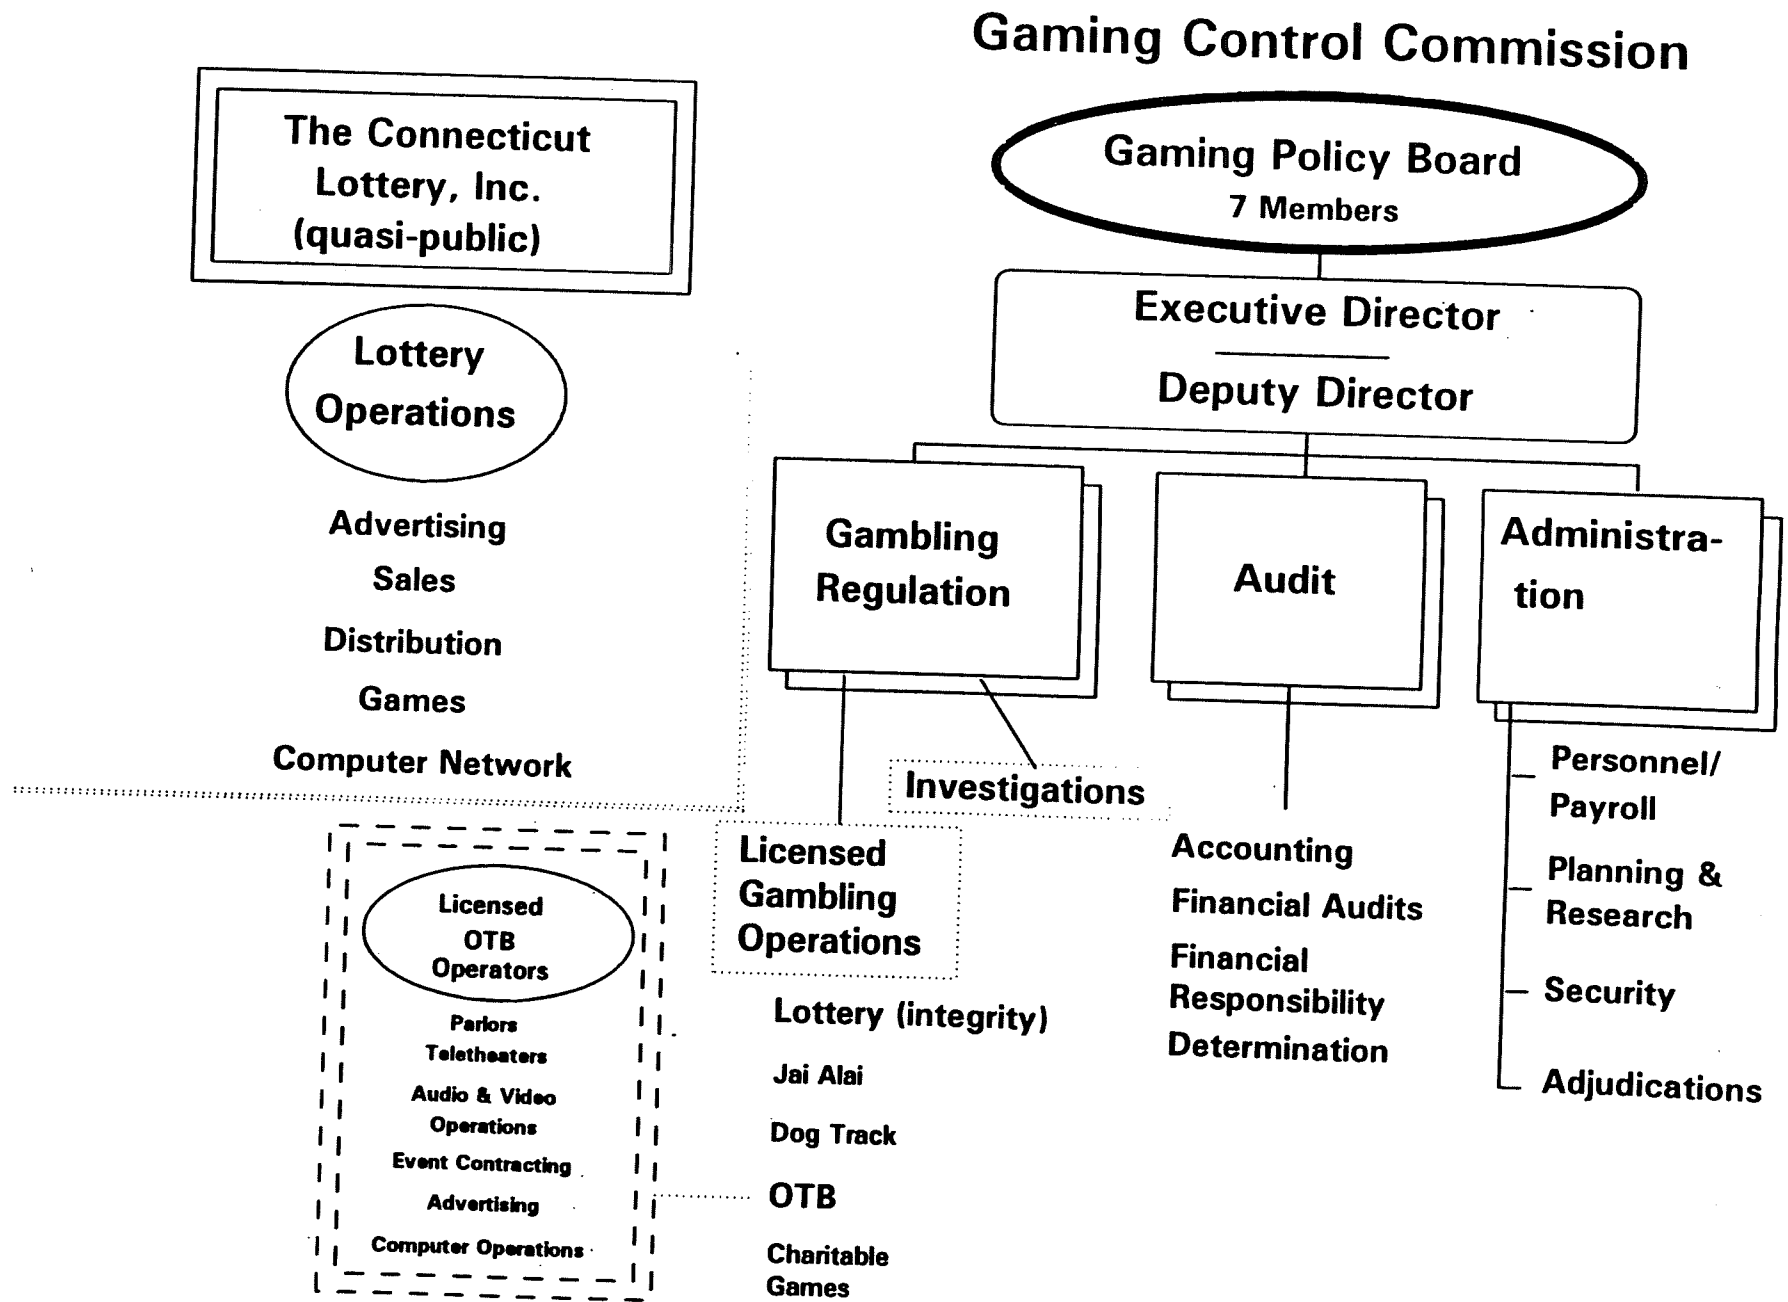 Gaming Control Commission
The Connecticut
Lottery, Inc.
(quasi-public)
Lottery
Operations
Advertising
Sales
Distribution
Games
Computer Network
Gaming Policy Board
7 Members
Executive Director
Deputy Director
Gambling
Regulation
Audit
Administra-
tion
Investigations
Licensed
Gambling
Operations
Lottery (integrity)
Jai Alai
Dog Track
OTB
Charitable
Games
Accounting
Financial Audits
Financial
Responsibility
Determination
Personnel/
Payroll
Planning &
Research
Security
Adjudications
Licensed
OTB
Operators
Parlors
Teletheaters
Audio & Video
Operations
Event Contracting
Advertising
Computer Operations